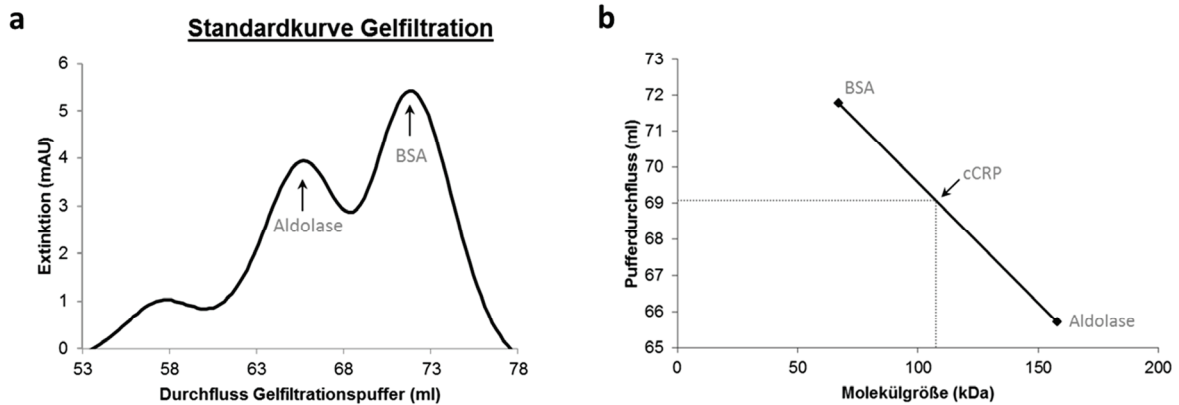 a
Standardkurve Gelfiltration
6
5
4
3
2
1
0
Extinktion (mAU)
Aldolase
BSA
53 58 63 68 73 78
Durchfluss Gelfiltrationspuffer (ml)
b
73
72
71
70
69
68
67
66
65
Pufferdurchfluss (ml)
BSA
cCRP
Aldolase
0 50 100 150 200
Molekülgröße (kDa)